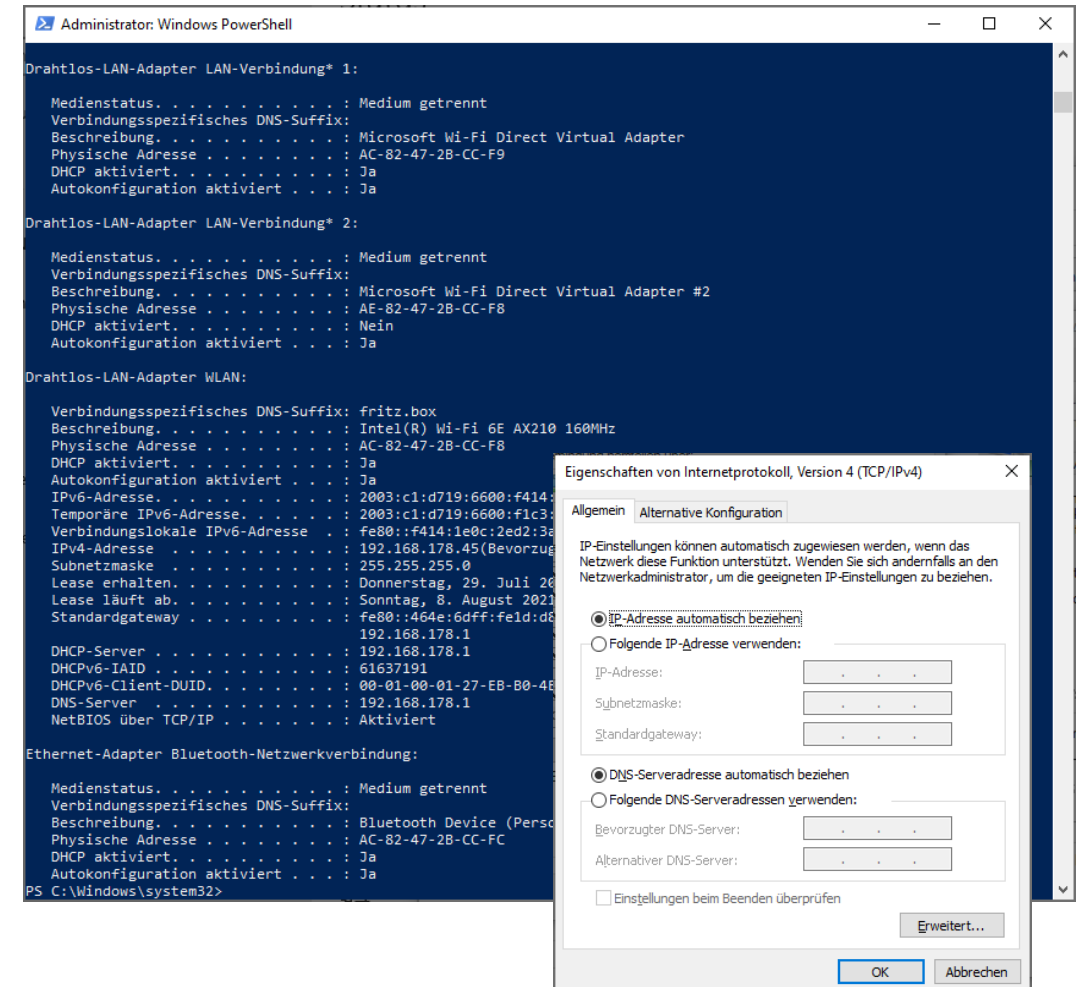 Administrator: Windows PowerShell
Drahtlos-LAN-Adapter LAN-Verbindung* 1:
Medienstatus. . . . . . . . . . . : Medium getrennt
Verbindungsspezifisches DNS-Suffix:
Beschreibung. . . . . . . . . . . : Microsoft Wi-Fi Direct Virtual Adapter
Physische Adresse . . . . . . . . : AC-82-47-2B-CC-F9
DHCP aktiviert. . . . . . . . . . : Ja
Autokonfiguration aktiviert . . . : Ja
Drahtlos-LAN-Adapter LAN-Verbindung* 2:
Medienstatus. . . . . . . . . . . : Medium getrennt
Verbindungsspezifisches DNS-Suffix:
Beschreibung. . . . . . . . . . . : Microsoft Wi-Fi Direct Virtual Adapter #2
Physische Adresse . . . . . . . . : AE-82-47-2B-CC-F8
DHCP aktiviert. . . . . . . . . . : Nein
Autokonfiguration aktiviert . . . : Ja
Drahtlos-LAN-Adapter WLAN:
Verbindungsspezifisches DNS-Suffix: fritz.box
Beschreibung. . . . . . . . . . . : Intel(R) Wi-Fi 6E AX210 160MHz
Physische Adresse . . . . . . . . : AC-82-47-2B-CC-F8
DHCP aktiviert. . . . . . . . . . : Ja
Autokonfiguration aktiviert . . . : Ja
IPv6-Adresse. . . . . . . . . . . : 2003:c1:d719:6600:f414:
Temporäre IPv6-Adresse. . . . . . : 2003:c1:d719:6600:f1c3:
Verbindungslokale IPv6-Adresse  . : fe80::f414:1e0c:2ed2:3a
IPv4-Adresse  . . . . . . . . . . : 192.168.178.45(Bevorzug
Subnetzmaske  . . . . . . . . . . : 255.255.255.0
Lease erhalten. . . . . . . . . . : Donnerstag, 29. Juli 20
Lease läuft ab. . . . . . . . . . : Sonntag, 8. August 2021
Standardgateway . . . . . . . . . : fe80::464e:6dff:fe1d:d8
192.168.178.1
DHCP-Server . . . . . . . . . . . : 192.168.178.1
DHCPv6-IAID . . . . . . . . . . . : 61637191
DHCPv6-Client-DUID. . . . . . . . : 00-01-00-01-27-EB-B0-4E
DNS-Server  . . . . . . . . . . . : 192.168.178.1
NetBIOS über TCP/IP . . . . . . . : Aktiviert
Ethernet-Adapter Bluetooth-Netzwerkverbindung:
Medienstatus. . . . . . . . . . . : Medium getrennt
Verbindungsspezifisches DNS-Suffix:
Beschreibung. . . . . . . . . . . : Bluetooth Device (Perso
Physische Adresse . . . . . . . . : AC-82-47-2B-CC-FC
DHCP aktiviert. . . . . . . . . . : Ja
Autokonfiguration aktiviert . . . : Ja
PS C:\Windows\system32>
Eigenschaften von Internetprotokoll, Version 4 (TCP/IPv4)
Allgemein Alternative Konfiguration
IP-Einstellungen können automatisch zugewiesen werden, wenn das
Netzwerk diese Funktion unterstützt. Wenden Sie sich andernfalls an den
Netzwerkadministrator, um die geeigneten IP-Einstellungen zu beziehen.
IP-Adresse automatisch beziehen
Folgende IP-Adresse verwenden:
IP-Adresse: . . .
Subnetzmaske: . . .
Standardgateway: . . .
DNS-Serveradresse automatisch beziehen
Folgende DNS-Serveradressen verwenden:
Bevorzugter DNS-Server: . . .
Alternativer DNS-Server: . . .
Einstellungen beim Beenden überprüfen
Erweitert...
OK Abbrechen